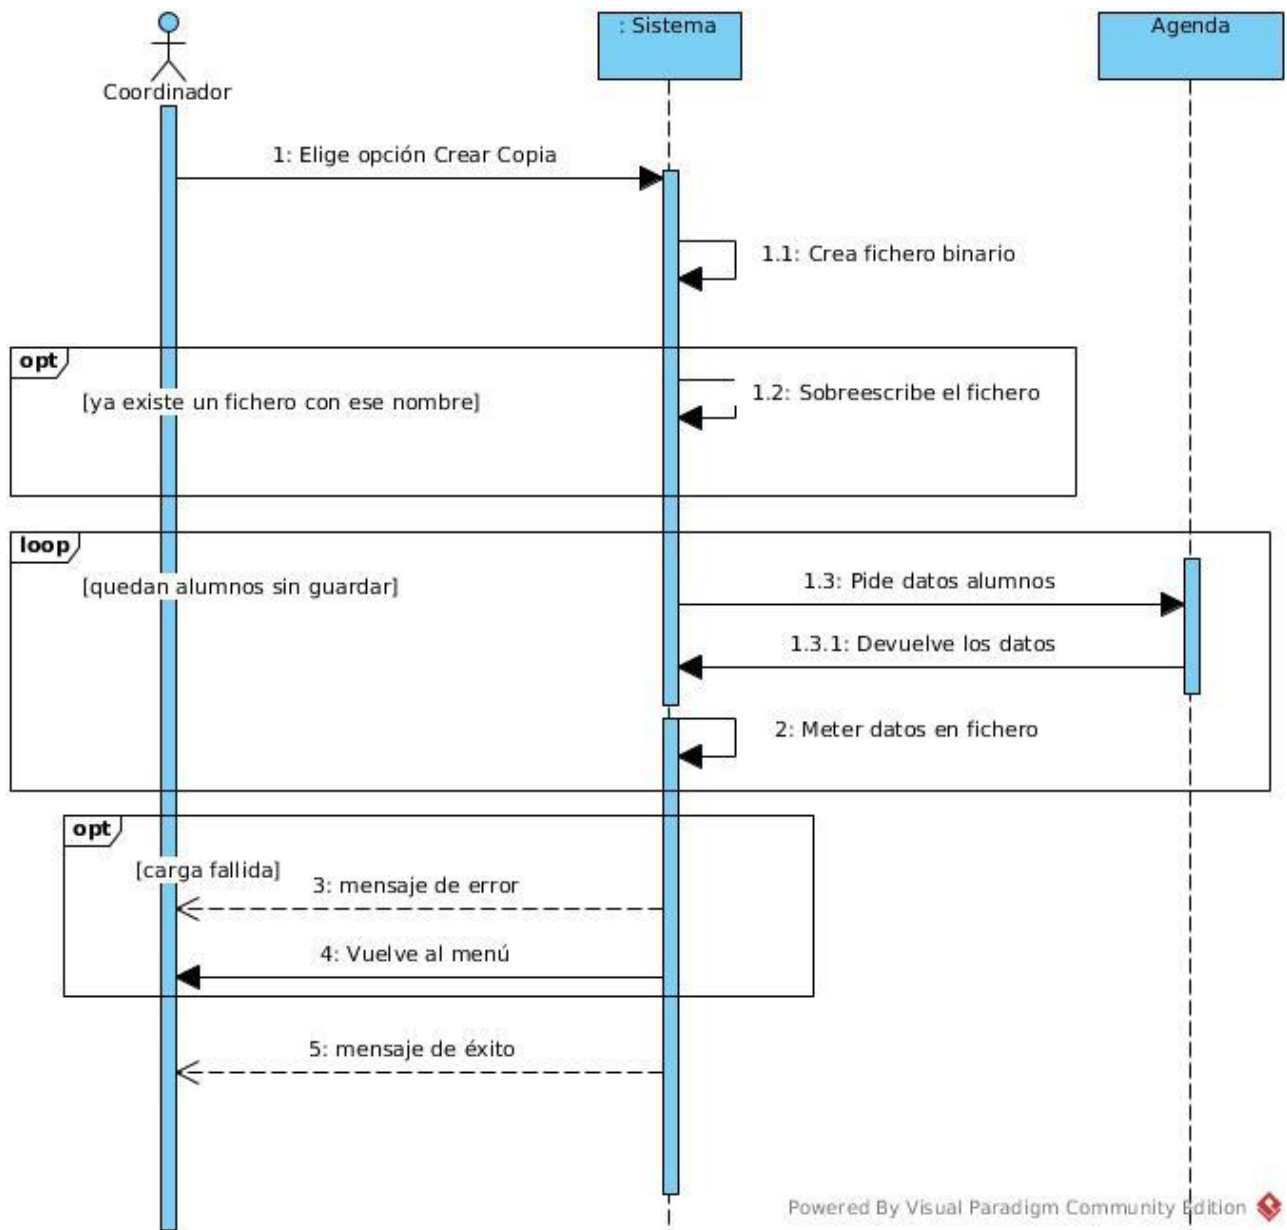 : Sistema
Agenda
Coordinador
1: Elige opción Crear Copia
1.1: Crea fichero binario
opt
[ya existe un fichero con ese nombre]
1.2: Sobreescribe el fichero
loop
[quedan alumnos sin guardar]
1.3: Pide datos alumnos
1.3.1: Devuelve los datos
2: Meter datos en fichero
opt
[carga fallida]
3: mensaje de error
4: Vuelve al menú
5: mensaje de éxito
Powered By Visual Paradigm Community Edition